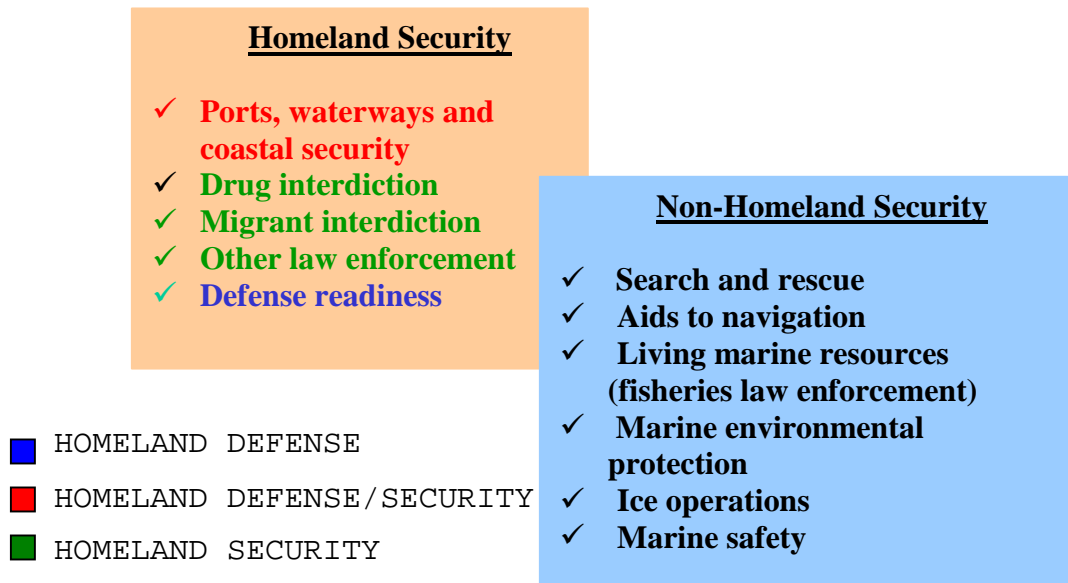 Homeland Security
✓ Ports, waterways and
coastal security
✓ Drug interdiction
✓ Migrant interdiction
✓ Other law enforcement
✓ Defense readiness
Non-Homeland Security
✓ Search and rescue
✓ Aids to navigation
✓ Living marine resources
(fisheries law enforcement)
✓ Marine environmental
protection
✓ Ice operations
✓ Marine safety
HOMELAND DEFENSE
HOMELAND DEFENSE/SECURITY
HOMELAND SECURITY